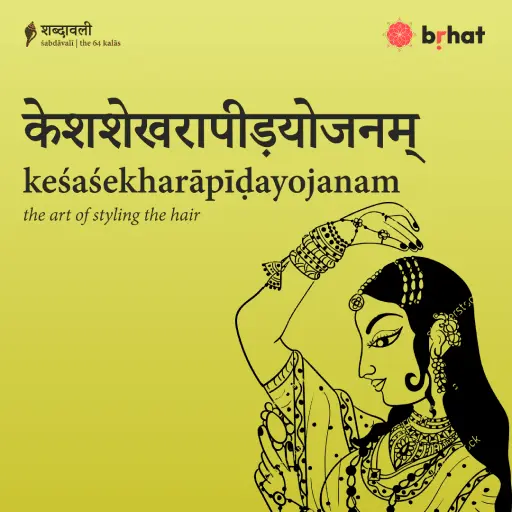 शब्दावली
śabdāvalī | the 64 kalās
bṛhat
केशशेखरापीड़योजनम्
keśaśekharāpīḍayojanam
the art of styling the hair